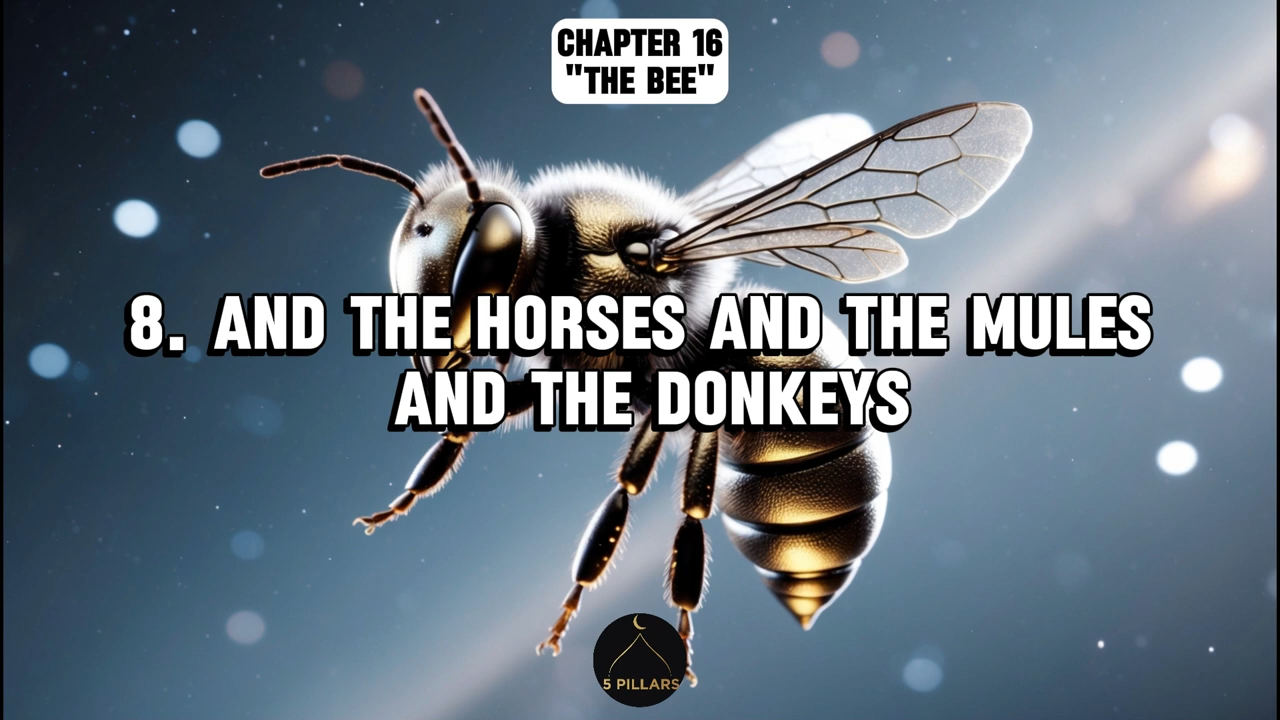 CHAPTER 16
"THE BEE"
8. AND THE HORSES AND THE MULES
AND THE DONKEYS
5 PILLARS